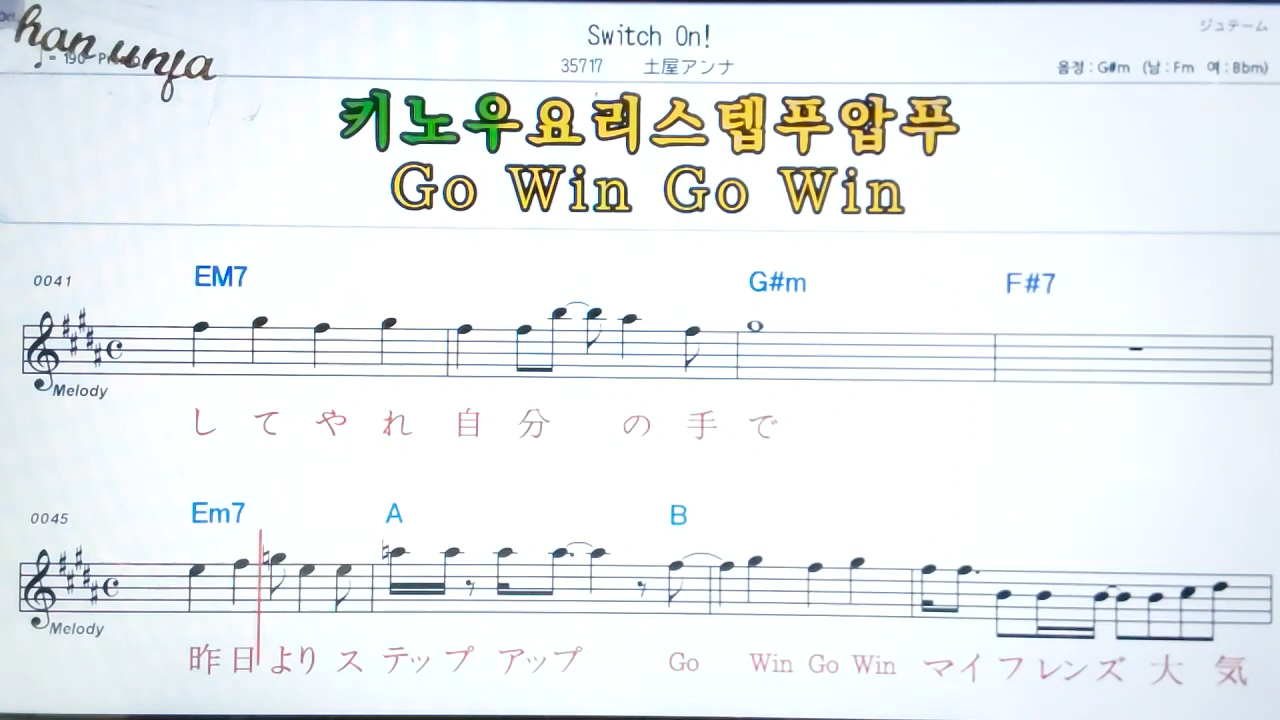 han unja
Switch On!
ジュテーム
♩= 190
35717 土屋アンナ
음정 : G#m (남 : Fm 여 : Bbm)
키노우요리스텝푸압푸
Go Win Go Win
0041 EM7 G#m F#7
Melody
してやれ自分の手で
0045 Em7 A B
Melody
昨日よりステップアップ Go Win Go Win マイフレンズ大気